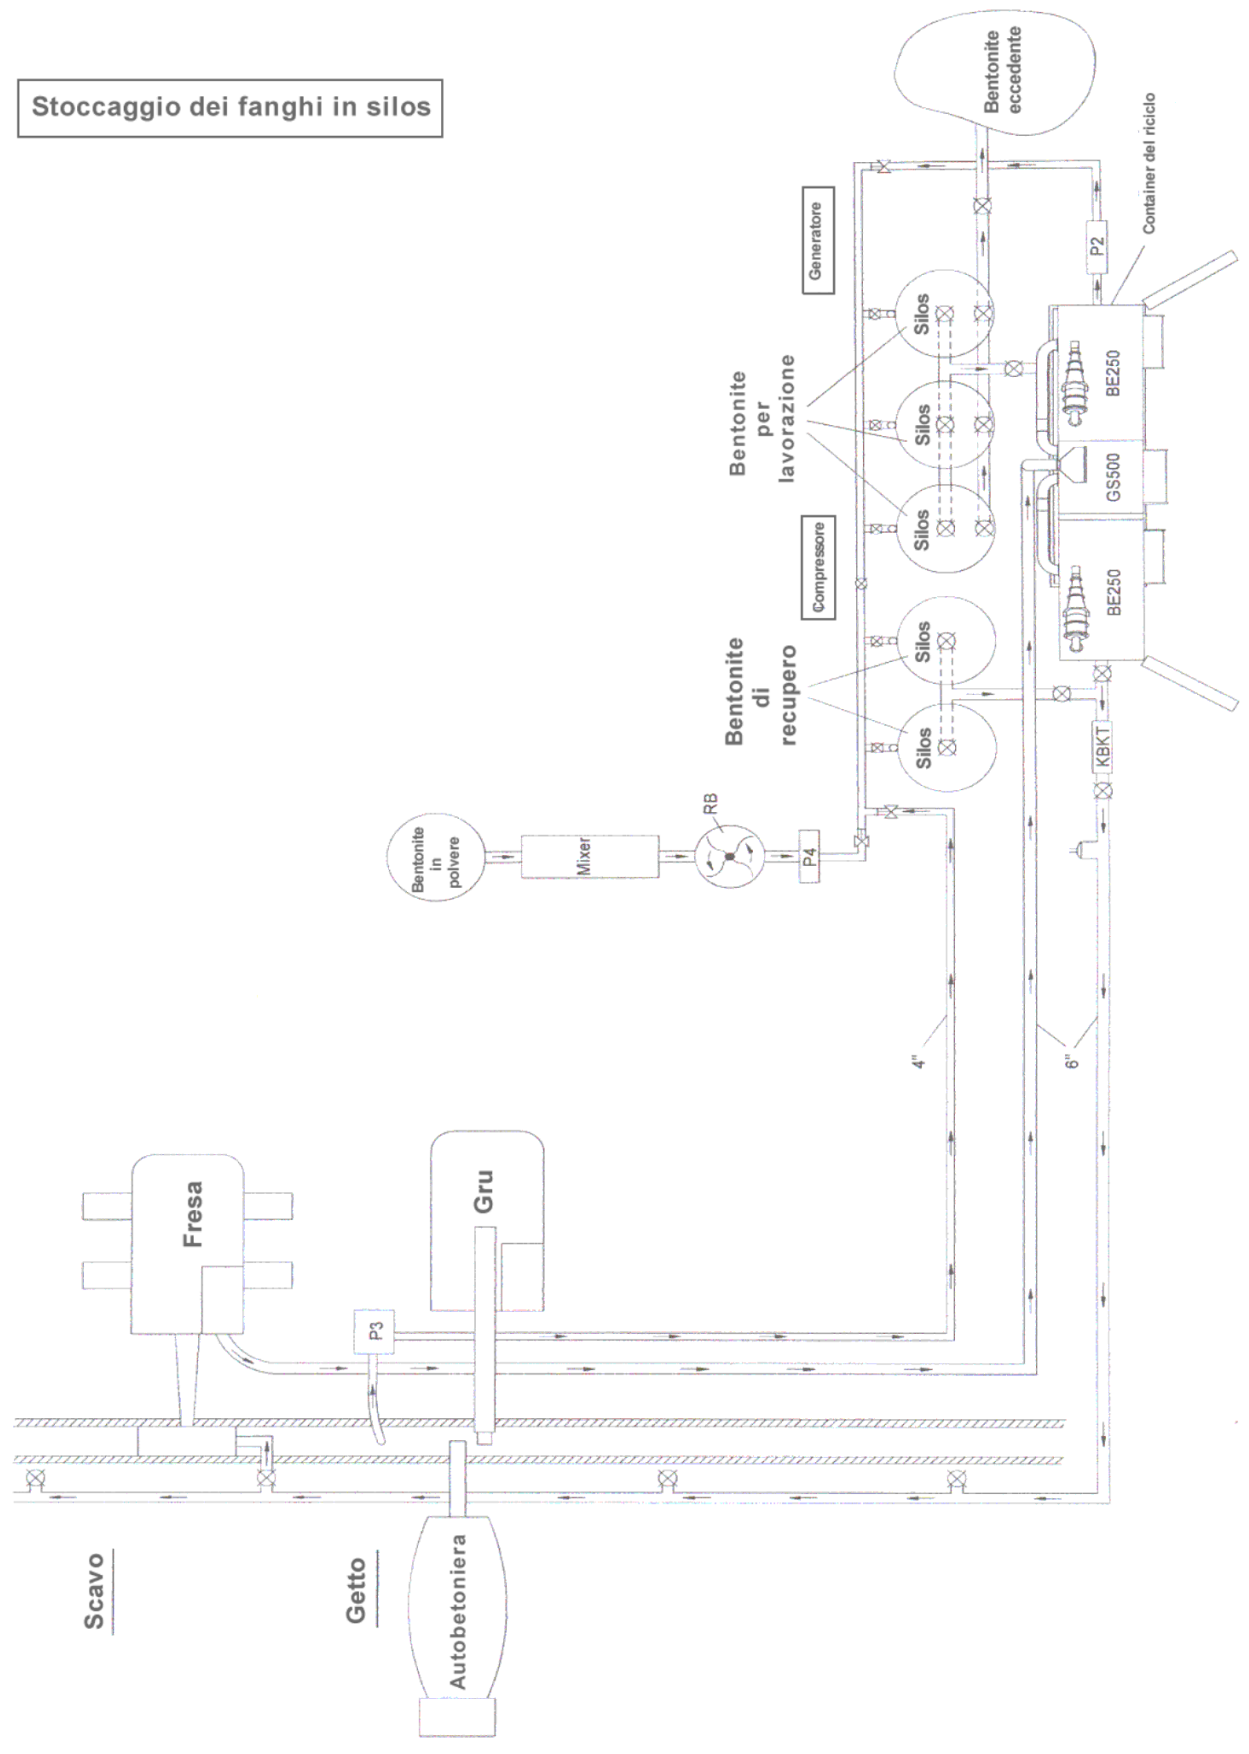 Stoccaggio dei fanghi in silos
Bentonite
eccedente
Container del riciclo
Generatore
P2
Silos
Silos
Silos
Bentonite
per
lavorazione
BE250
GS500
BE250
Compressore
Silos
Silos
Bentonite
di
recupero
KBKT
Bentonite
in
polvere
Mixer
RB
P4
4"
6"
Fresa
Gru
P3
Scavo
Getto
Autobetoniera